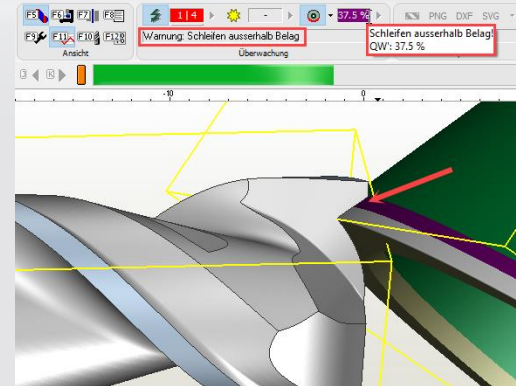 F5 F6 F7 F8 1|4 - 37.5 % PNG DXF SVG
F9 F11 F10 F12
Warnung: Schleifen ausserhalb Belag
Schleifen ausserhalb Belag!
QW': 37.5 %
Ansicht
Überwachung
-10
0